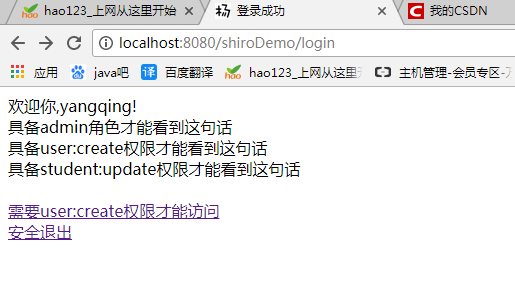 hao123_上网从这里开始
登录成功
我的CSDN
localhost:8080/shiroDemo/login
应用
java吧
百度翻译
hao123_上网从这里
主机管理-会员专区-
欢迎你,yangqing!
具备admin角色才能看到这句话
具备user:create权限才能看到这句话
具备student:update权限才能看到这句话
需要user:create权限才能访问
安全退出